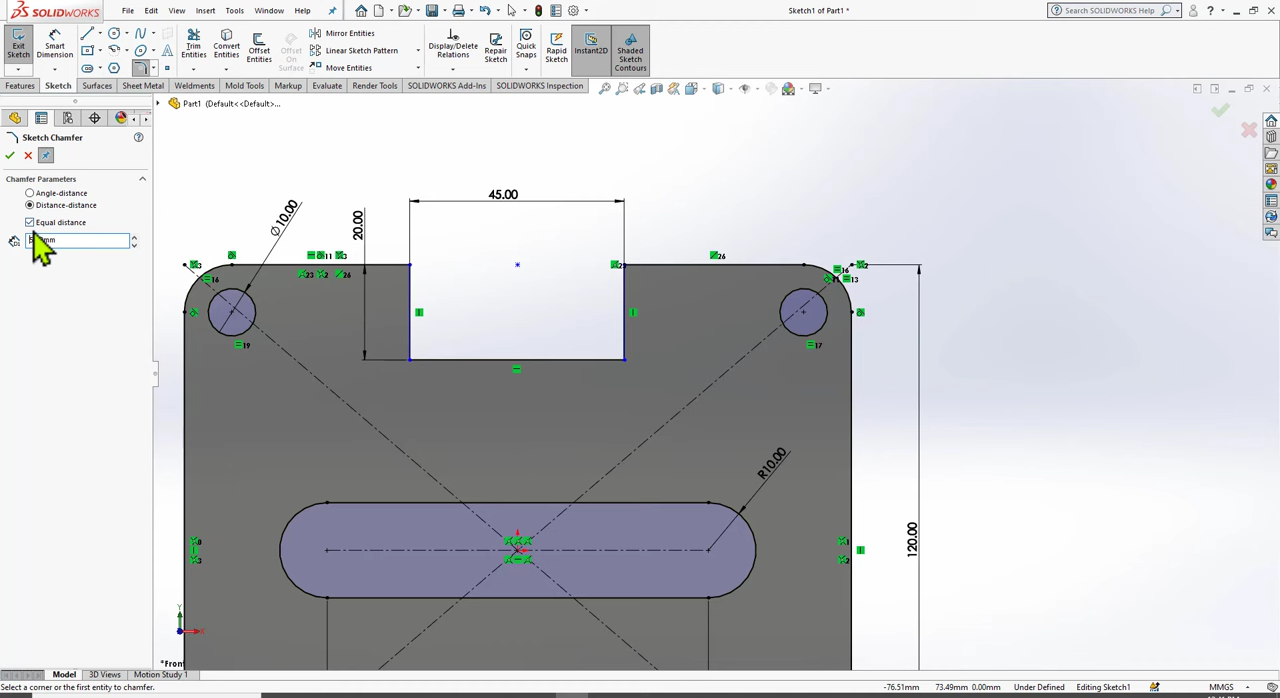 SOLIDWORKS File Edit View Insert Tools Window Help Sketch1 of Part1 * Search SOLIDWORKS Help
Exit Sketch Smart Dimension Trim Entities Convert Entities Offset Entities Offset On Surface Mirror Entities Linear Sketch Pattern Move Entities Display/Delete Relations Repair Sketch Quick Snaps Rapid Sketch Instant2D Shaded Sketch Contours
Features Sketch Surfaces Sheet Metal Weldments Mold Tools Markup Evaluate Render Tools SOLIDWORKS Add-Ins SOLIDWORKS Inspection
Part1 (Default<<Default>...
Sketch Chamfer
Chamfer Parameters
Angle-distance
Distance-distance
Equal distance
mm
45.00
Ø10.00
20.00
R10.00
120.00
Y
X
*Front
Model 3D Views Motion Study 1
Select a corner or the first entity to chamfer. -76.51mm 73.49mm 0.00mm Under Defined Editing Sketch1 MMGS